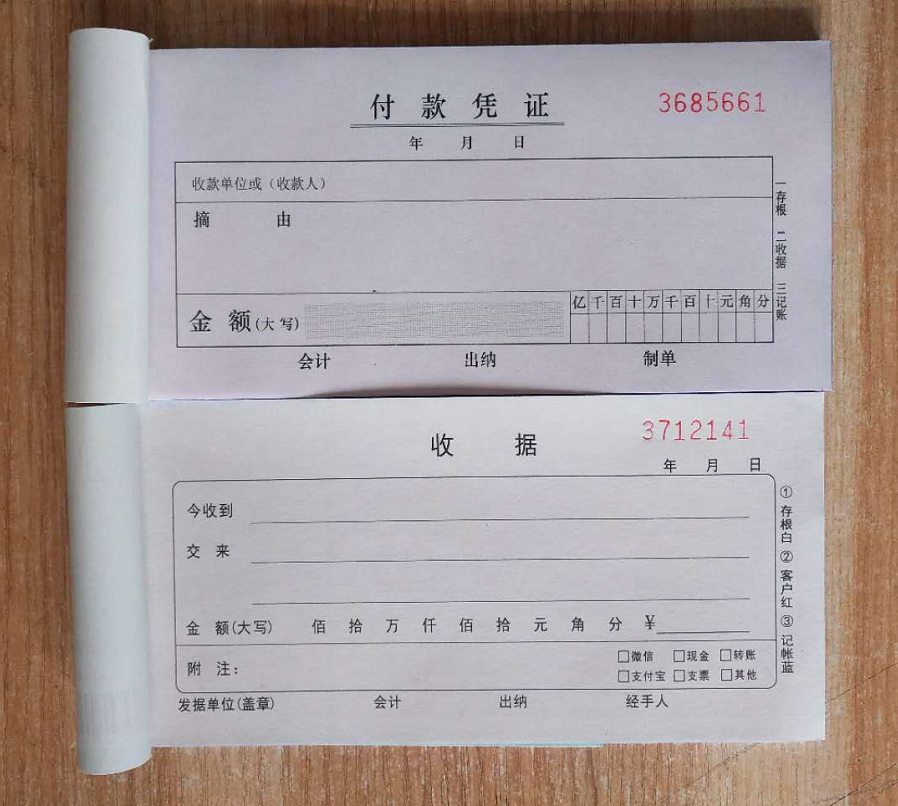 付款凭证
3685661
年 月 日
收款单位或（收款人）
摘 由
金 额(大 写)
亿千百十万千百十元角分
会计 出纳 制单
一存根 二收据 三记账
收 据
3712141
年 月 日
今收到
交 来
金 额(大写) 佰 拾 万 仟 佰 拾 元 角 分 ¥
附 注：
□微信 □现金 □转账
□支付宝 □支票 □其他
发据单位(盖章) 会计 出纳 经手人
①存根白 ②客户红 ③记帐蓝